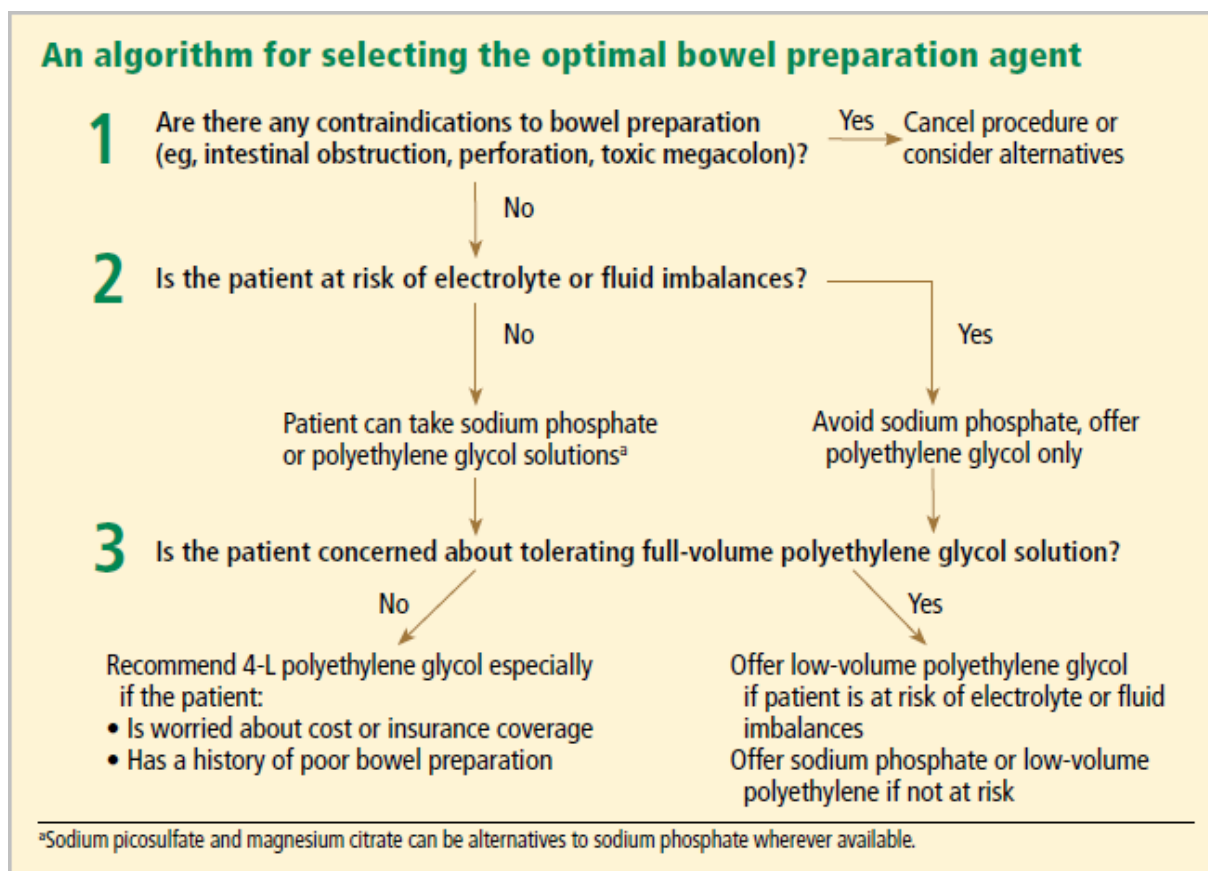 An algorithm for selecting the optimal bowel preparation agent
1 Are there any contraindications to bowel preparation
(eg, intestinal obstruction, perforation, toxic megacolon)?
Yes
Cancel procedure or
consider alternatives
No
2 Is the patient at risk of electrolyte or fluid imbalances?
No
Yes
Patient can take sodium phosphate
or polyethylene glycol solutionsᵃ
Avoid sodium phosphate, offer
polyethylene glycol only
3 Is the patient concerned about tolerating full-volume polyethylene glycol solution?
No
Yes
Recommend 4-L polyethylene glycol especially
if the patient:
• Is worried about cost or insurance coverage
• Has a history of poor bowel preparation
Offer low-volume polyethylene glycol
if patient is at risk of electrolyte or fluid
imbalances
Offer sodium phosphate or low-volume
polyethylene if not at risk
ᵃSodium picosulfate and magnesium citrate can be alternatives to sodium phosphate wherever available.